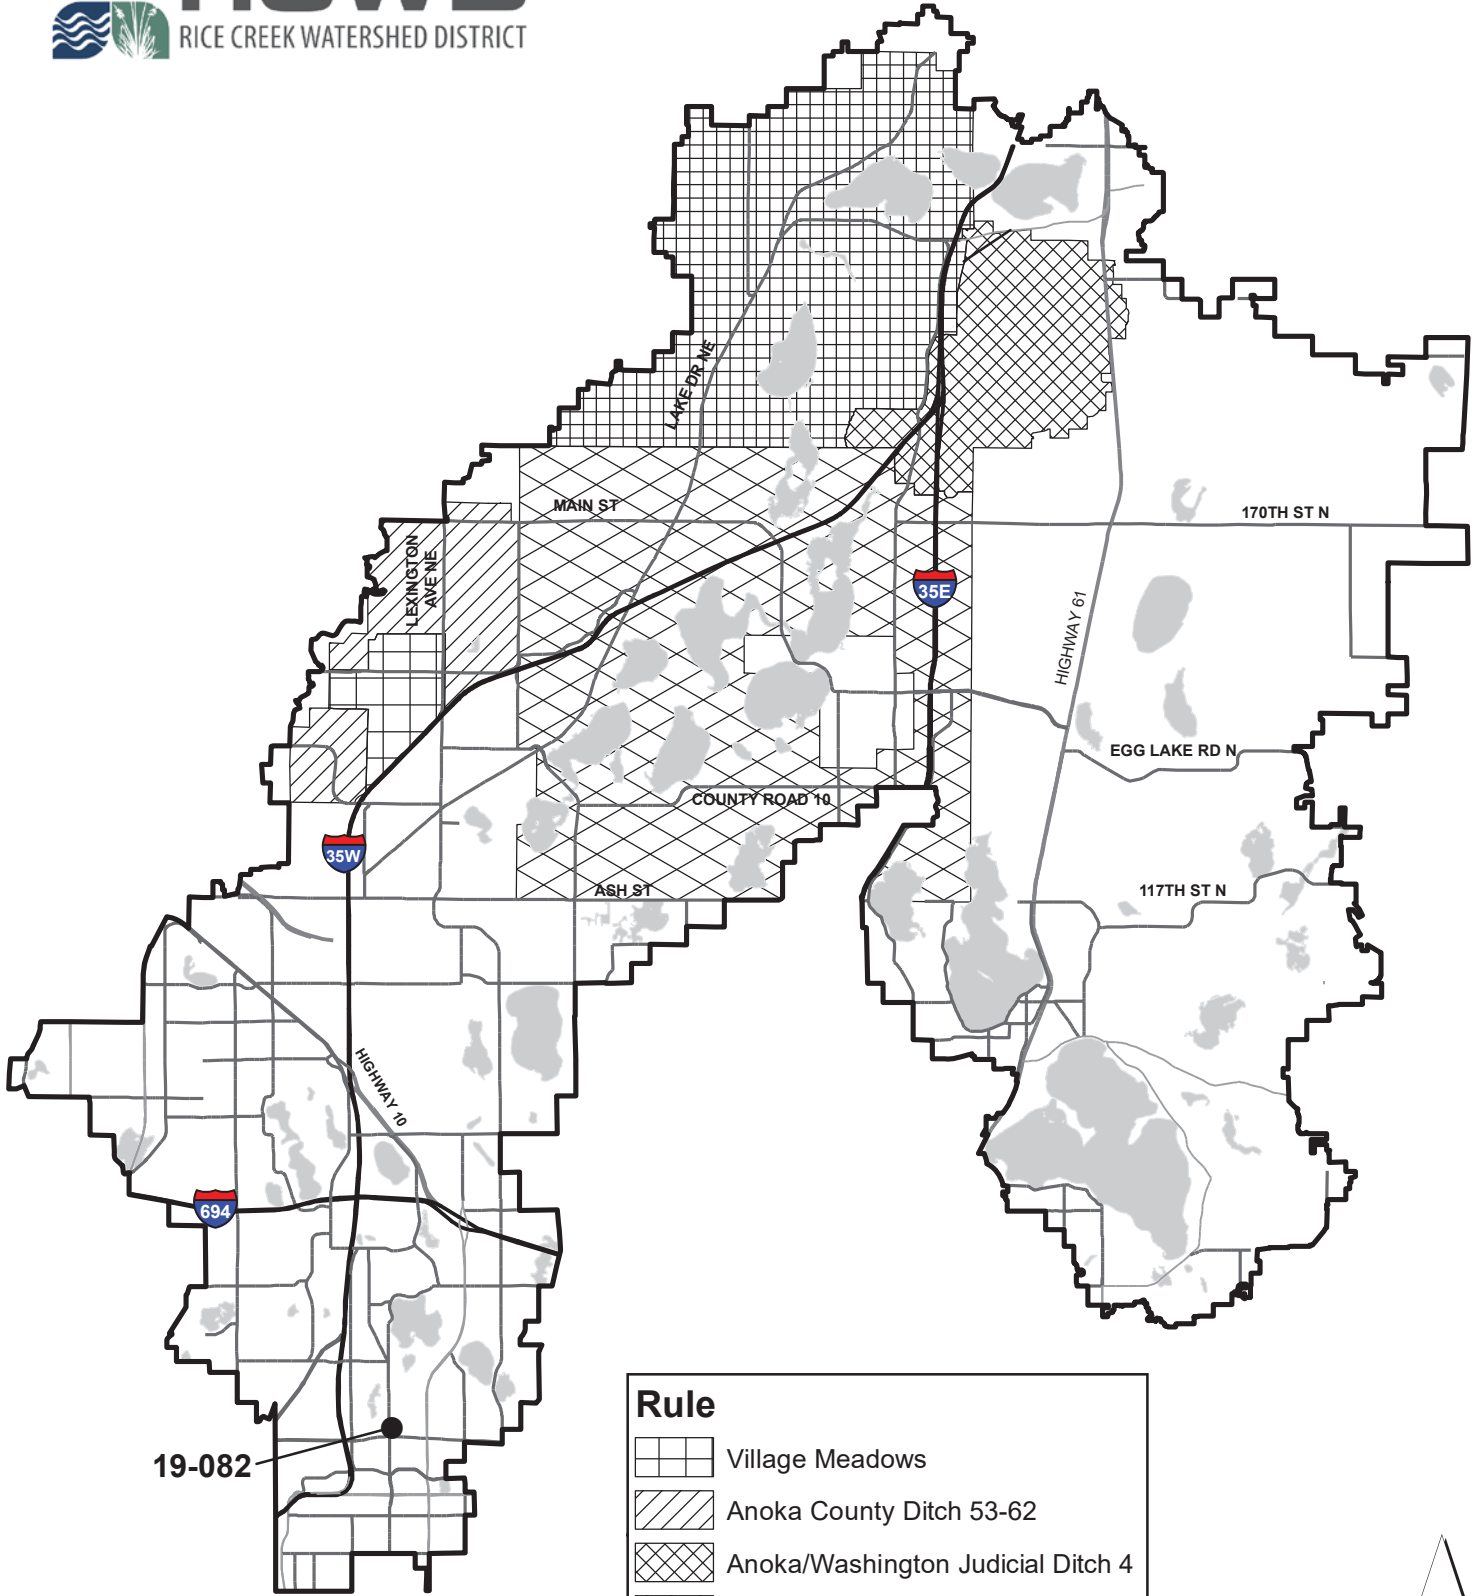 RICE CREEK WATERSHED DISTRICT
LAKE DR NE
MAIN ST
170TH ST N
LEXINGTON
AVE NE
35E
HIGHWAY 61
EGG LAKE RD N
COUNTY ROAD 10
35W
ASH ST
117TH ST N
HIGHWAY 10
694
19-082
Rule
Village Meadows
Anoka County Ditch 53-62
Anoka/Washington Judicial Ditch 4